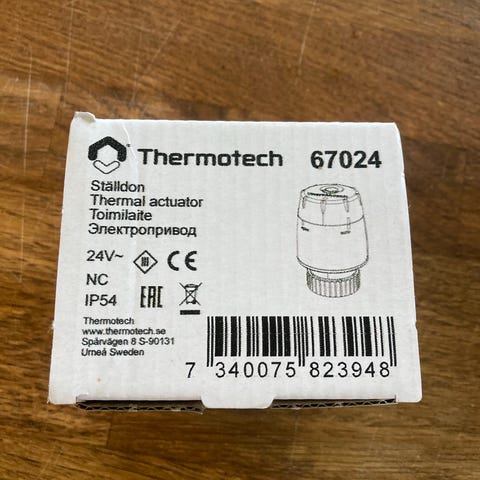 Thermotech 67024
Ställdon
Thermal actuator
Toimilaite
Электропривод
24V~ CE
NC
IP54 EAC
Thermotech
www.thermotech.se
Spårvägen 8 S-90131
Umeå Sweden
7 340075 823948